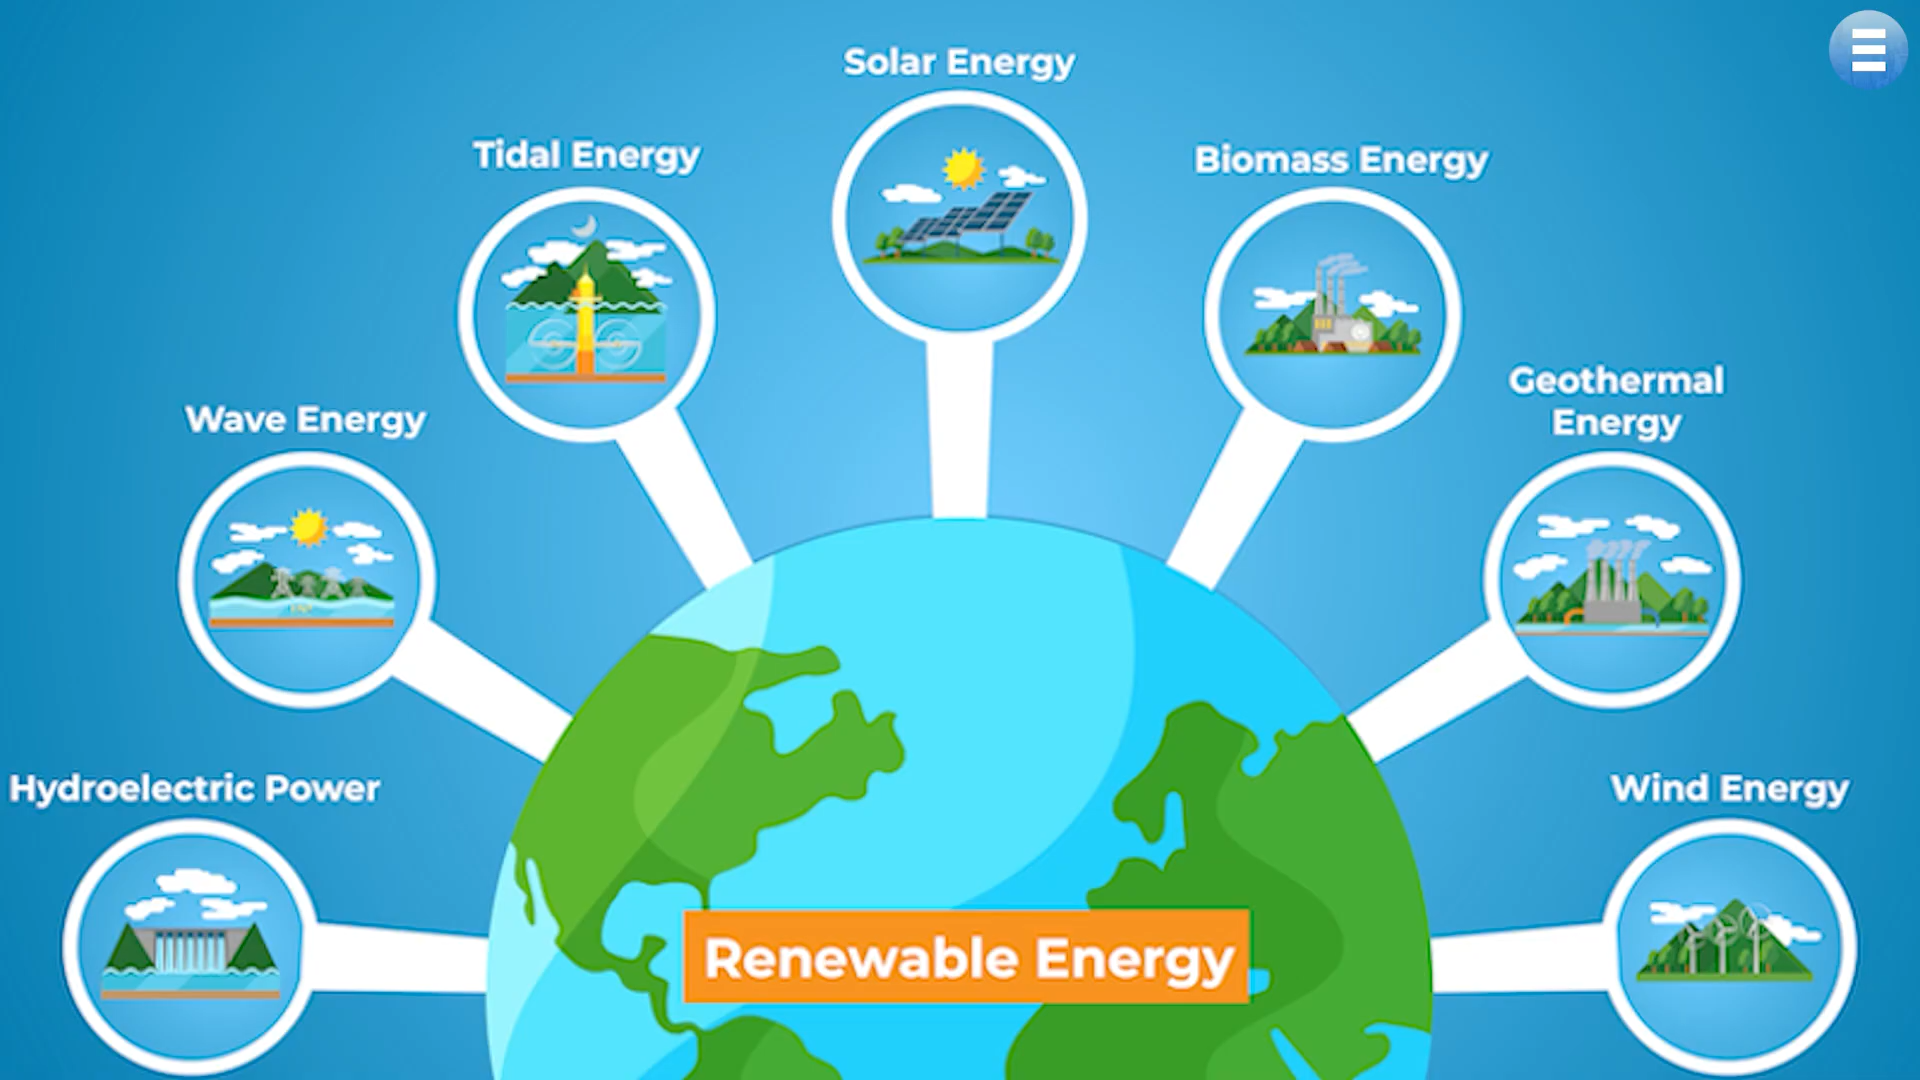 Solar Energy
Tidal Energy
Biomass Energy
Geothermal
Energy
Wave Energy
Hydroelectric Power
Wind Energy
Renewable Energy